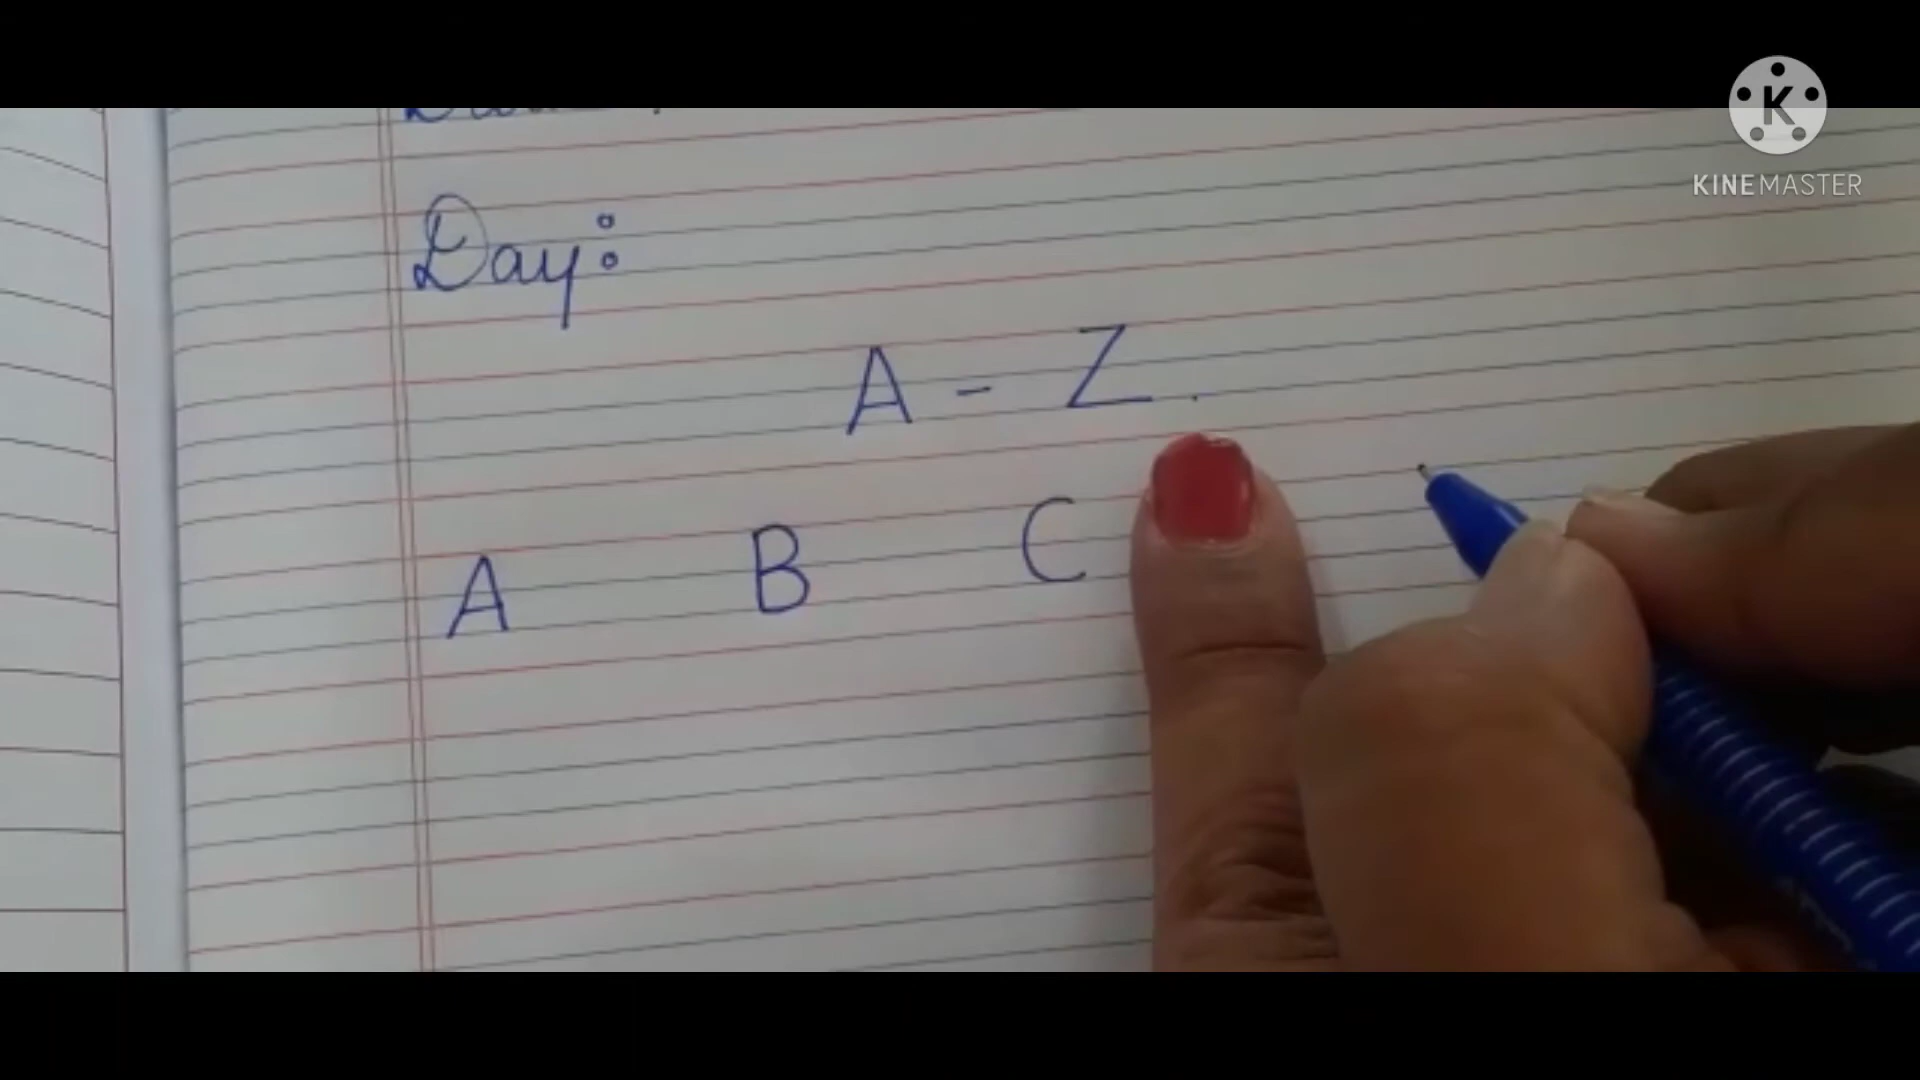 Day:
A - Z.
A B C
K
KINEMASTER